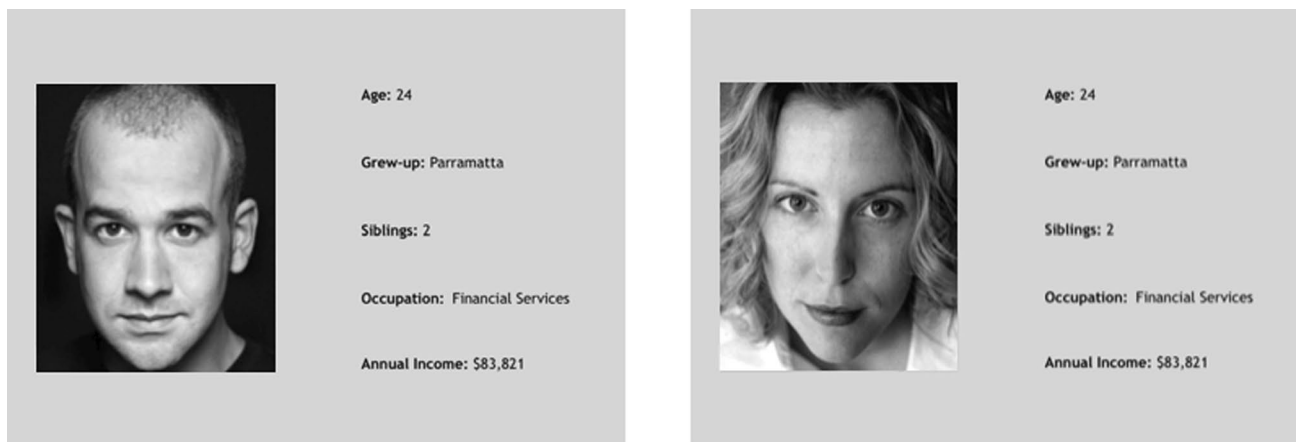 Age: 24
Grew-up: Parramatta
Siblings: 2
Occupation: Financial Services
Annual Income: $83,821
Age: 24
Grew-up: Parramatta
Siblings: 2
Occupation: Financial Services
Annual Income: $83,821